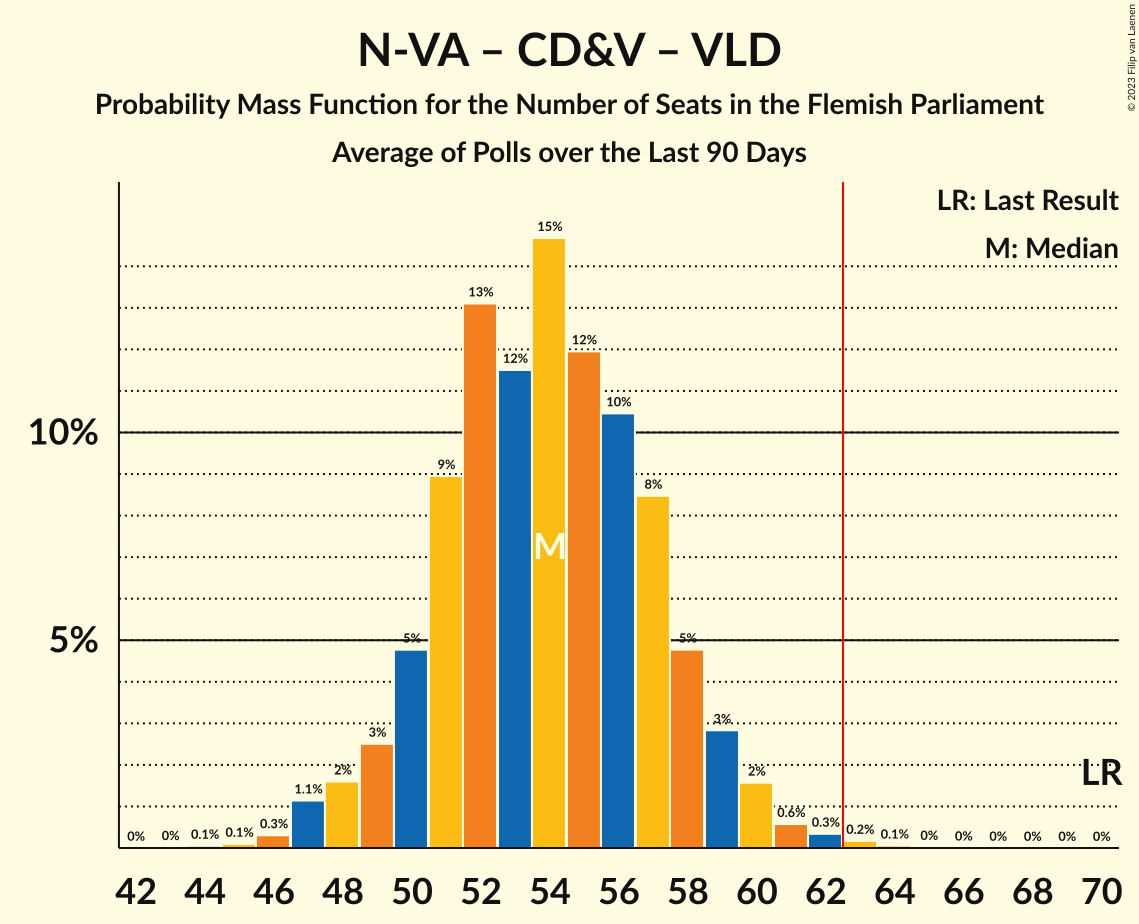 N-VA – CD&V – VLD
Probability Mass Function for the Number of Seats in the Flemish Parliament
Average of Polls over the Last 90 Days
© 2023 Filip van Laenen
LR: Last Result
M: Median
10%
5%
0% 0% 0.1% 0.1% 0.3% 1.1% 2% 3% 5% 9% 13% 12% 15% 12% 10% 8% 5% 3% 2% 0.6% 0.3% 0.2% 0.1% 0% 0% 0% 0% 0% 0%
M
LR
42 44 46 48 50 52 54 56 58 60 62 64 66 68 70